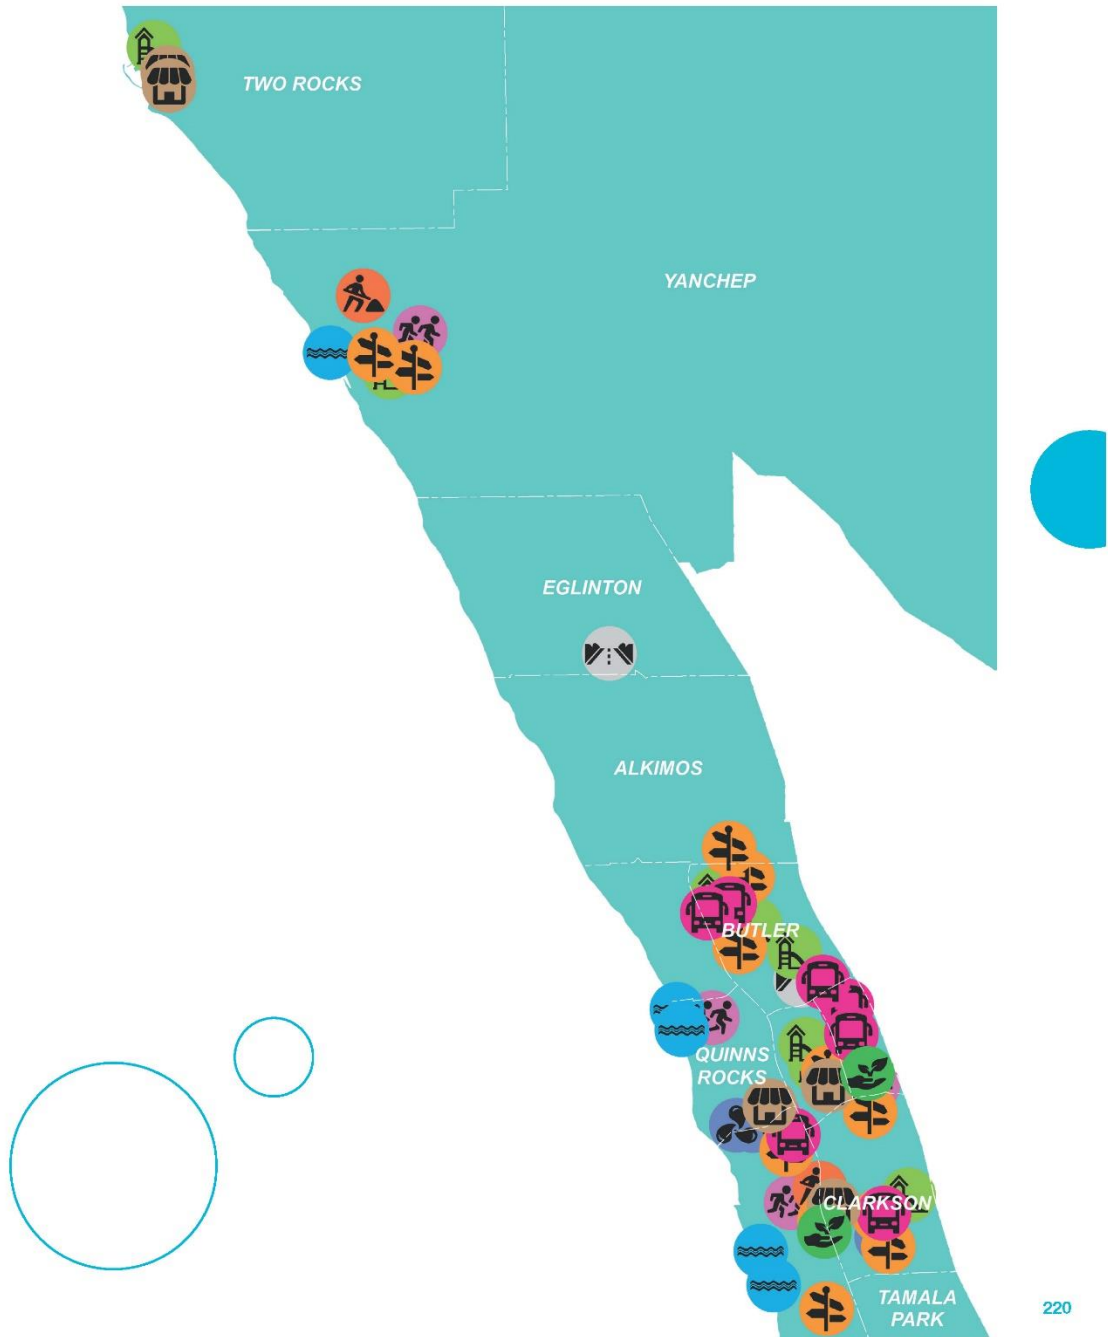 TWO ROCKS
YANCHEP
EGLINTON
ALKIMOS
BUTLER
QUINNS
ROCKS
CLARKSON
TAMALA
PARK
220